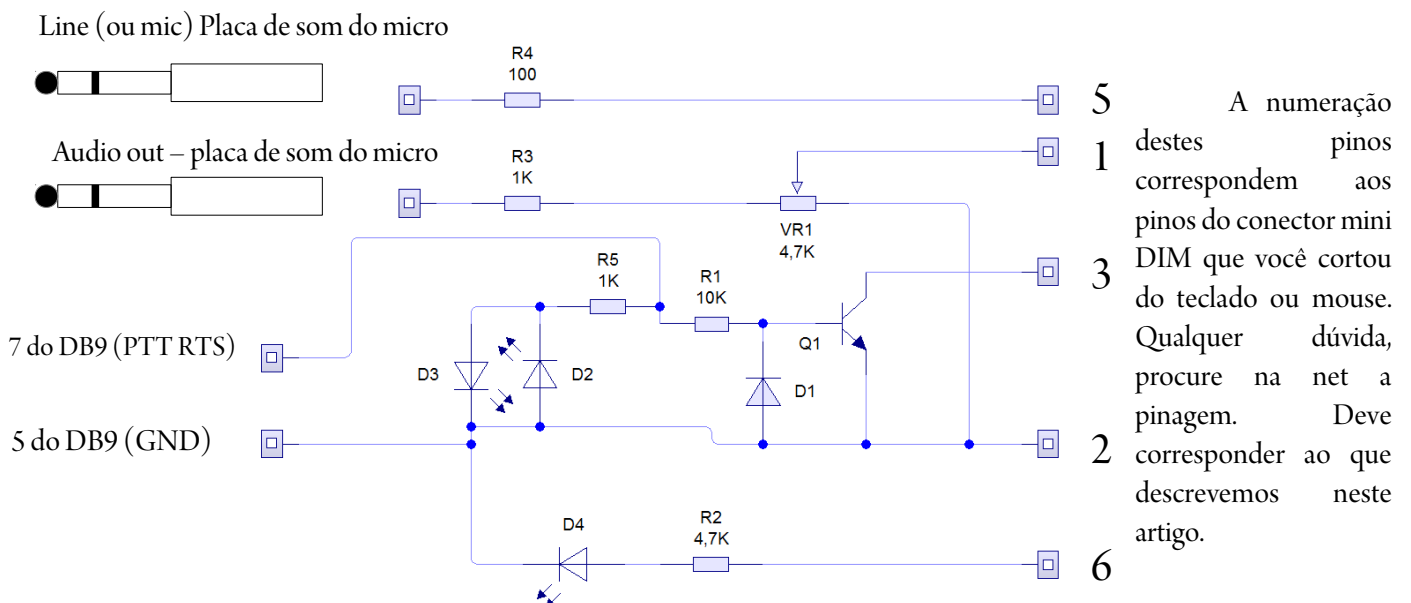 Line (ou mic) Placa de som do micro
R4
100
5
Audio out – placa de som do micro
R3
1K
1
VR1
4,7K
R5
1K
R1
10K
3
7 do DB9 (PTT RTS)
D3
D2
Q1
D1
5 do DB9 (GND)
2
D4
R2
4,7K
6
A numeração
destes pinos
correspondem aos
pinos do conector mini
DIM que você cortou
do teclado ou mouse.
Qualquer dúvida,
procure na net a
pinagem. Deve
corresponder ao que
descrevemos neste
artigo.